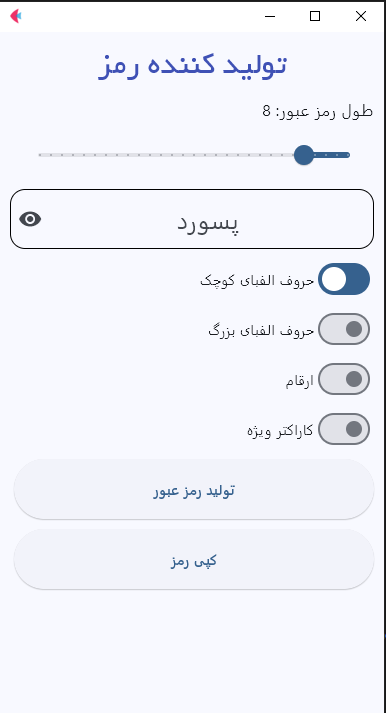 تولید کننده رمز
طول رمز عبور: 8
پسورد
حروف الفبای کوچک
حروف الفبای بزرگ
ارقام
کاراکتر ویژه
تولید رمز عبور
کپی رمز